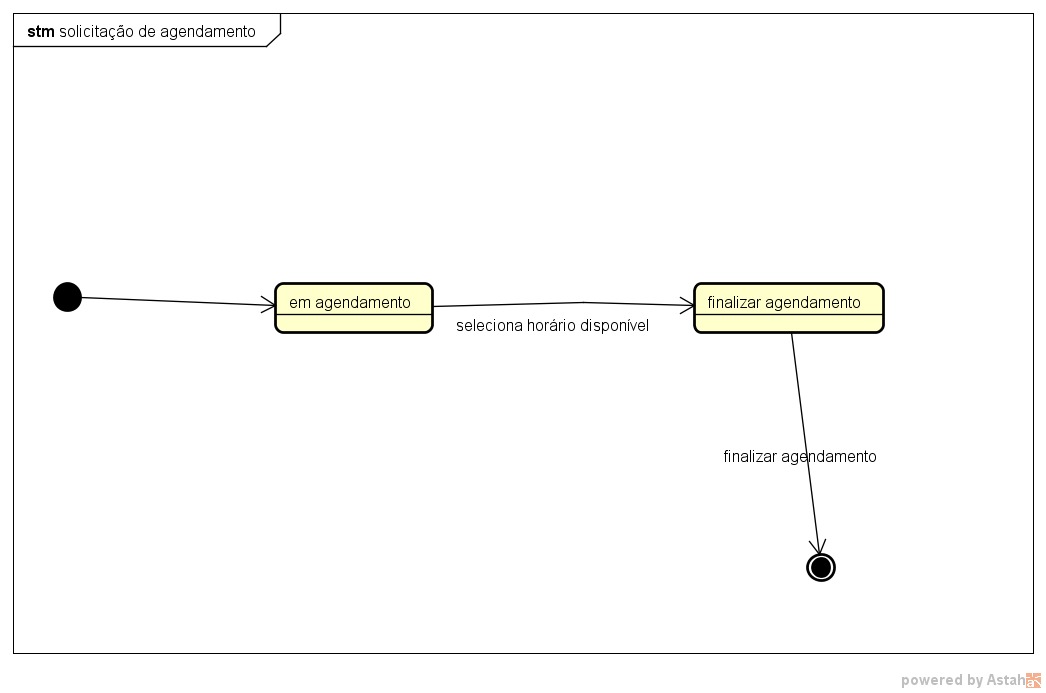 stm solicitação de agendamento
em agendamento
finalizar agendamento
seleciona horário disponível
finalizar agendamento
powered by Astah